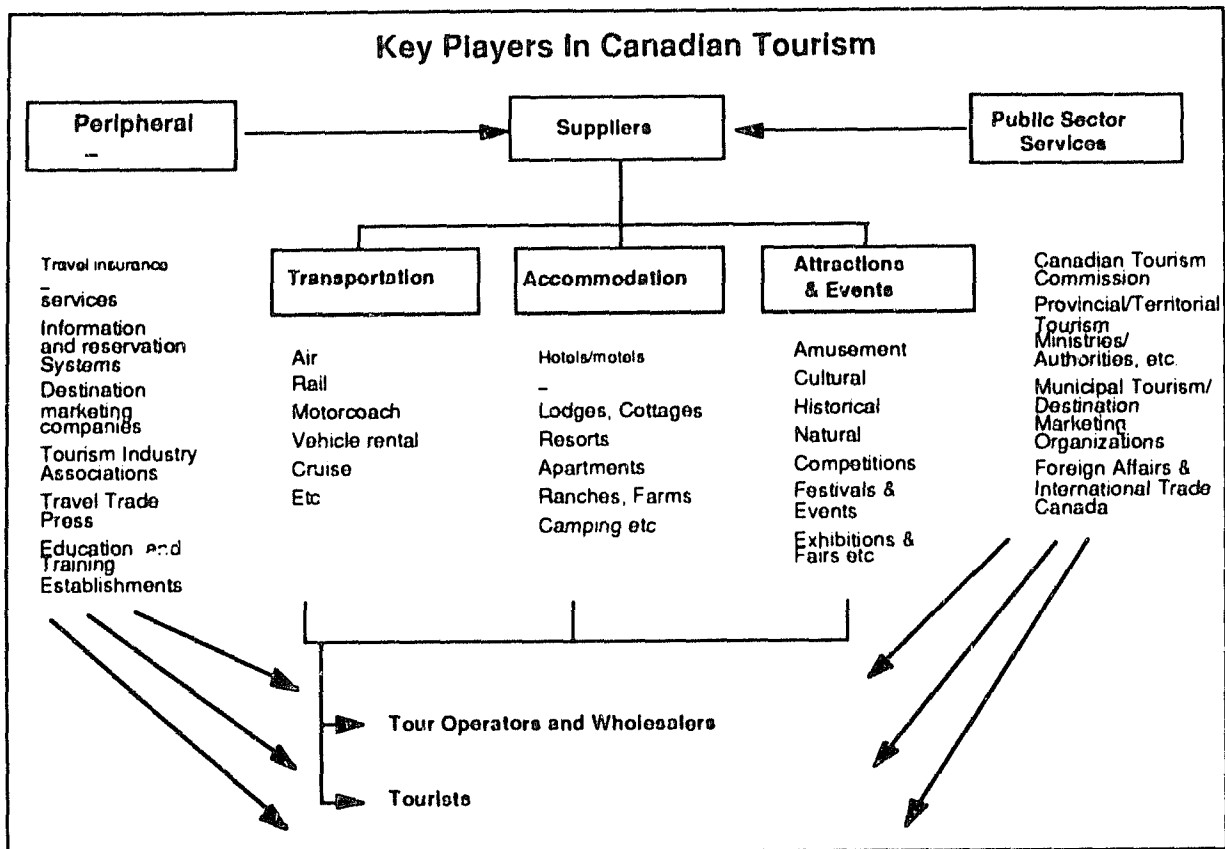 Key Players In Canadian Tourism
Peripheral
–
Suppliers
Public Sector
Services
Travel insurance
–
services
Information
and reservation
Systems
Destination
marketing
companies
Tourism Industry
Associations
Travel Trade
Press
Education and
Training
Establishments
Transportation
Air
Rail
Motorcoach
Vehicle rental
Cruise
Etc
Accommodation
Hotels/motels
–
Lodges, Cottages
Resorts
Apartments
Ranches, Farms
Camping etc
Attractions
& Events
Amusement
Cultural
Historical
Natural
Competitions
Festivals &
Events
Exhibitions &
Fairs etc
Canadian Tourism
Commission
Provincial/Territorial
Tourism
Ministries/
Authorities, etc.
Municipal Tourism/
Destination
Marketing
Organizations
Foreign Affairs &
International Trade
Canada
Tour Operators and Wholesalers
Tourists